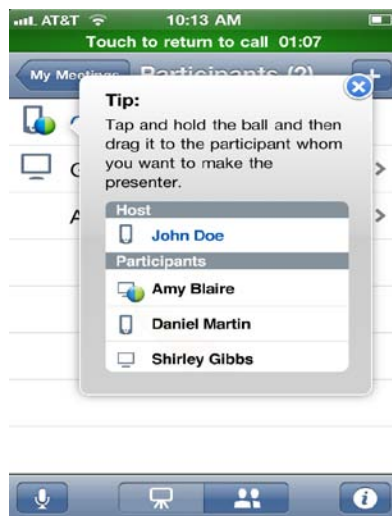 AT&T 10:13 AM
Touch to return to call 01:07
My Meetings Participants (2) +
Tip:
Tap and hold the ball and then
drag it to the participant whom
you want to make the
presenter.
Host
John Doe
Participants
Amy Blaire
Daniel Martin
Shirley Gibbs